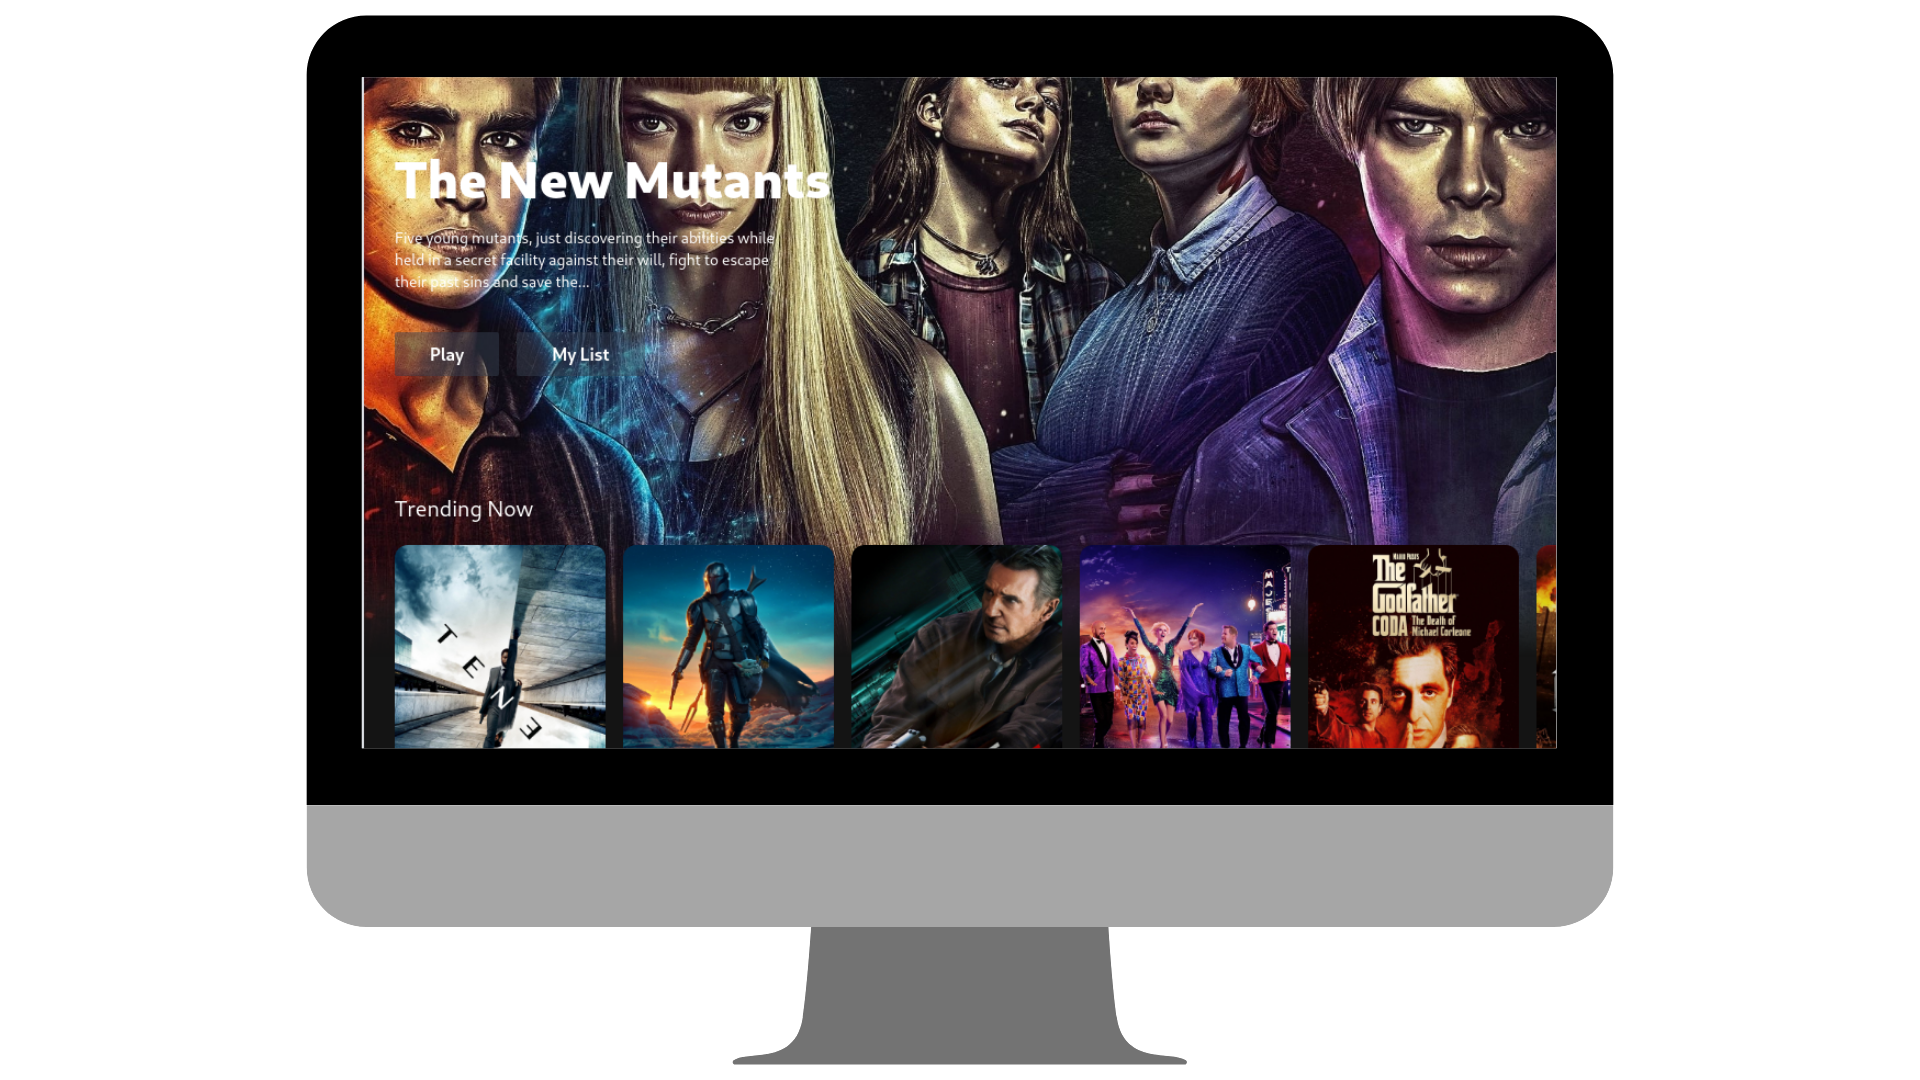 The New Mutants
Five young mutants, just discovering their abilities while
held in a secret facility against their will, fight to escape
their past sins and save the...
Play
My List
Trending Now
TENE
MARIO PUZO'S
The
Godfather
CODA The Death of
Michael Corleone